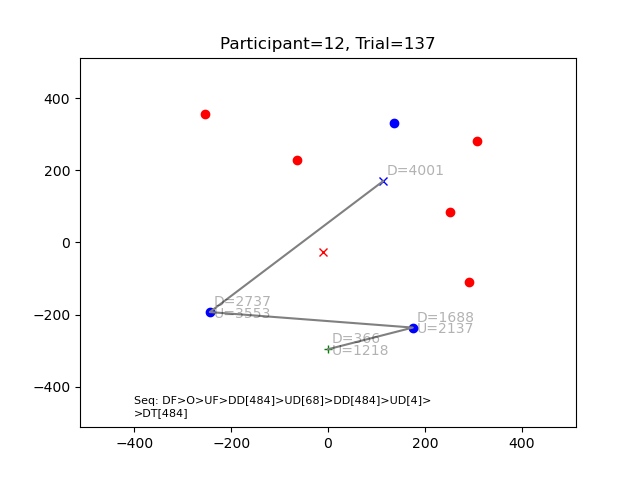 Participant=12, Trial=137
400
200
0
−200
−400
D=4001
D=2737
U=3553
D=1688
U=2137
D=366
U=1218
Seq: DF>O>UF>DD[484]>UD[68]>DD[484]>UD[4]>
>DT[484]
−400
−200
0
200
400